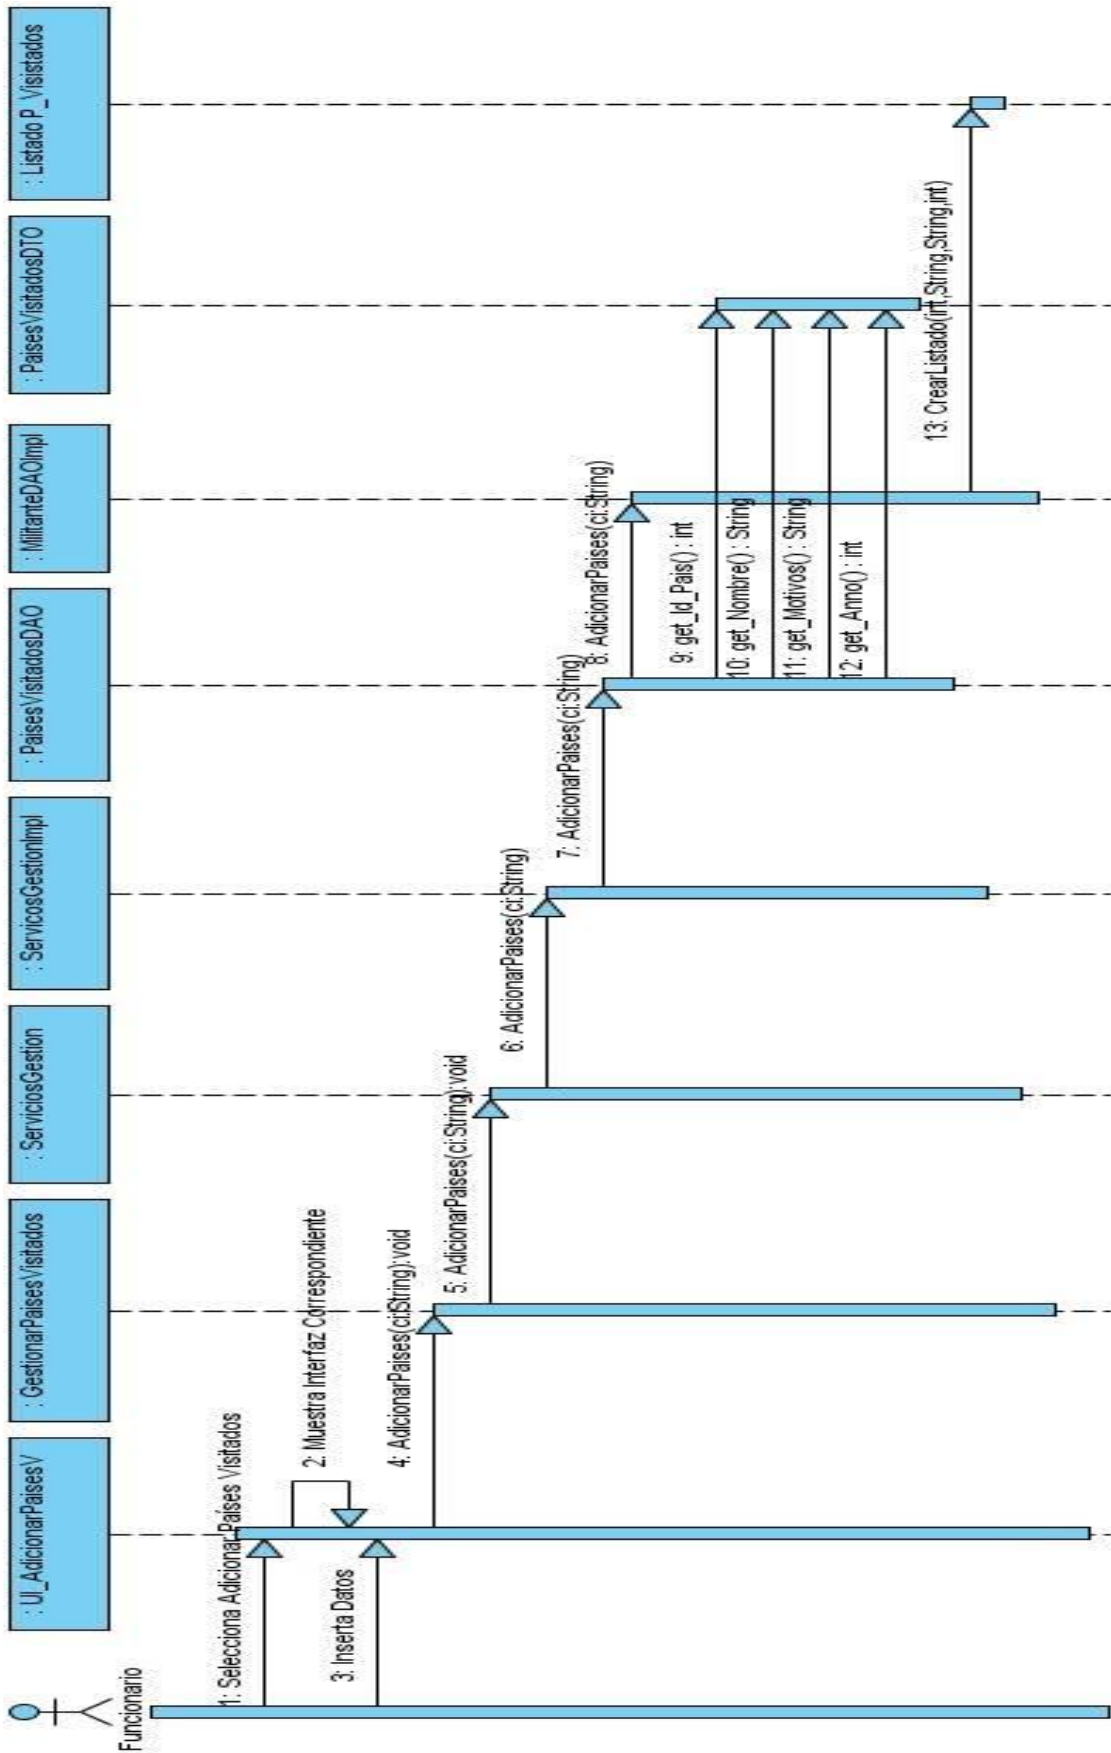 Funcionario
: UI_AdicionarPaisesV
: GestionarPaisesVisitados
: ServiciosGestion
: ServicosGestionImpl
: PaisesVisitadosDAO
: MilitanteDAOImpl
: PaisesVisitadosDTO
: Listado P_Visistados
1: Selecciona Adicionar Países Visitados
2: Muestra Interfaz Correspondiente
3: Inserta Datos
4: AdicionarPaises(ci:String):void
5: AdicionarPaises(ci:String):void
6: AdicionarPaises(ci:String)
7: AdicionarPaises(ci:String)
8: AdicionarPaises(ci:String)
9: get_Id_Pais() : int
10: get_Nombre() : String
11: get_Motivos() : String
12: get_Anno() : int
13: CrearListado(int,String,String,int)